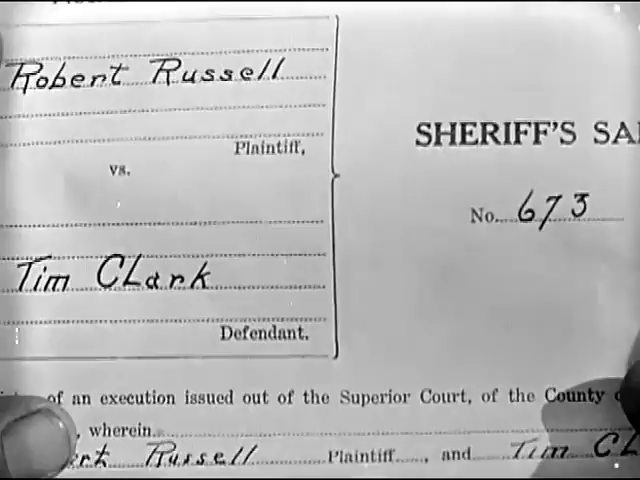 Robert Russell
Plaintiff,
vs.
SHERIFF'S SA
No. 673
Tim CLark
Defendant.
of an execution issued out of the Superior Court, of the County
, wherein
Russell Plaintiff, and Tim CL